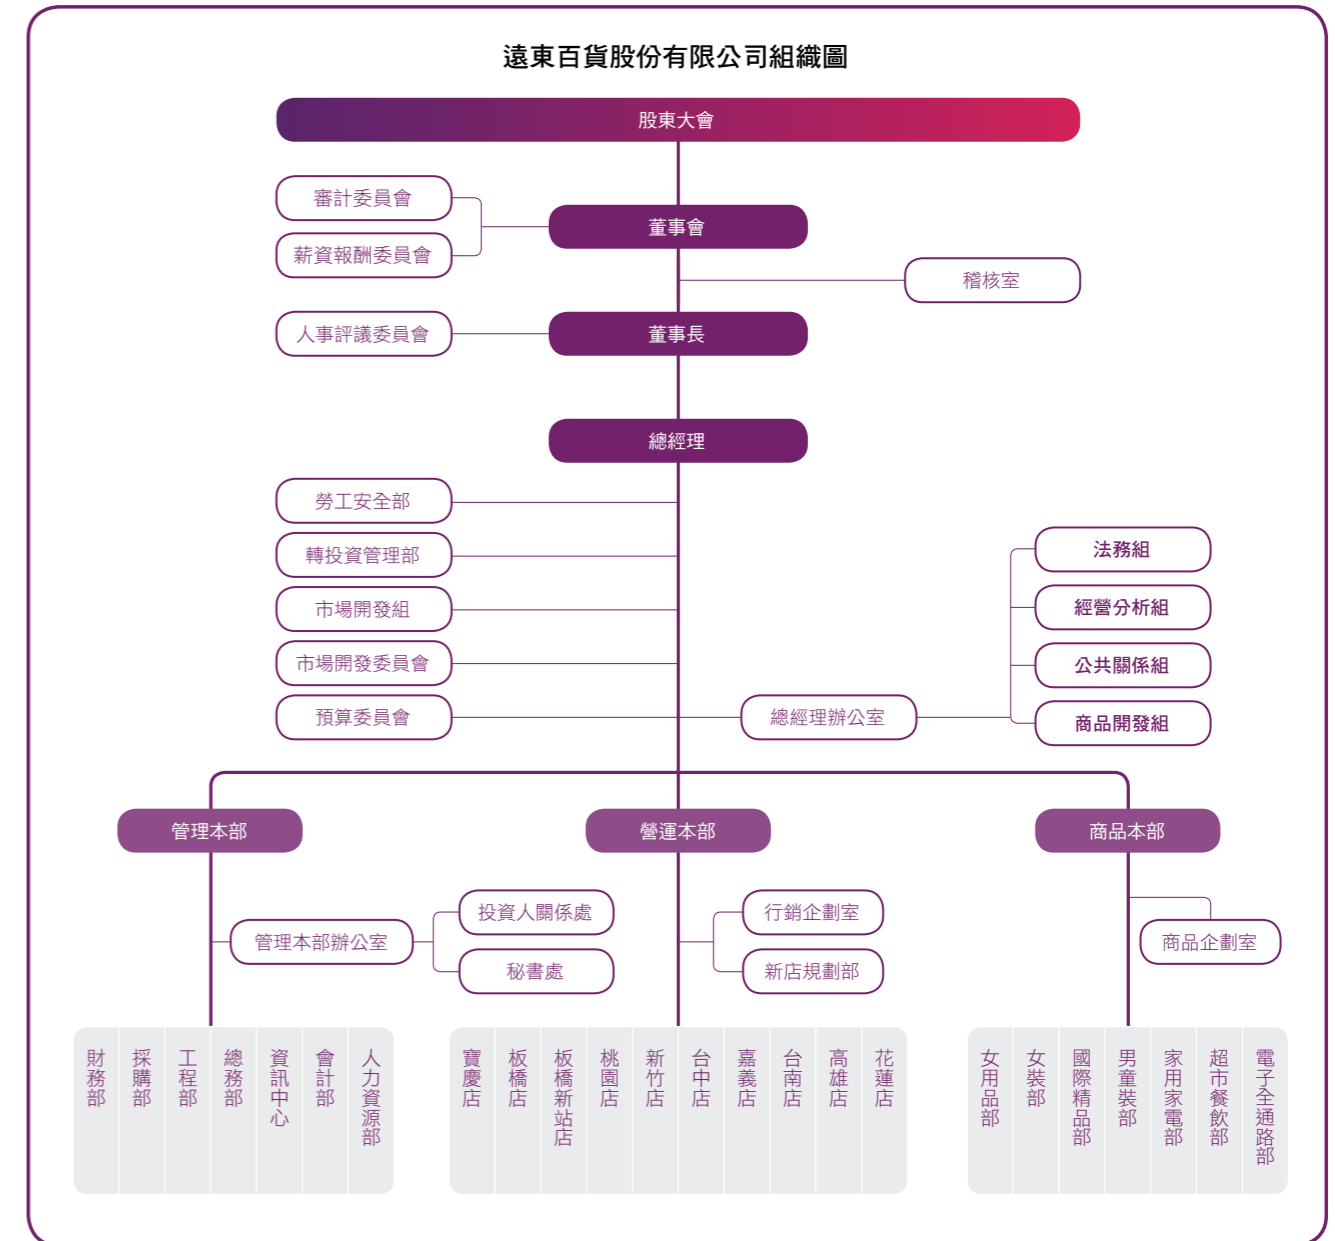 遠東百貨股份有限公司組織圖
股東大會
審計委員會
董事會
薪資報酬委員會
稽核室
人事評議委員會
董事長
總經理
勞工安全部
轉投資管理部
市場開發組
市場開發委員會
預算委員會
總經理辦公室
法務組
經營分析組
公共關係組
商品開發組
管理本部
營運本部
商品本部
管理本部辦公室
投資人關係處
秘書處
行銷企劃室
新店規劃部
商品企劃室
財務部
採購部
工程部
總務部
資訊中心
會計部
人力資源部
寶慶店
板橋店
板橋新站店
桃園店
新竹店
台中店
嘉義店
台南店
高雄店
花蓮店
女用品部
女裝部
國際精品部
男童裝部
家用家電部
超市餐飲部
電子全通路部